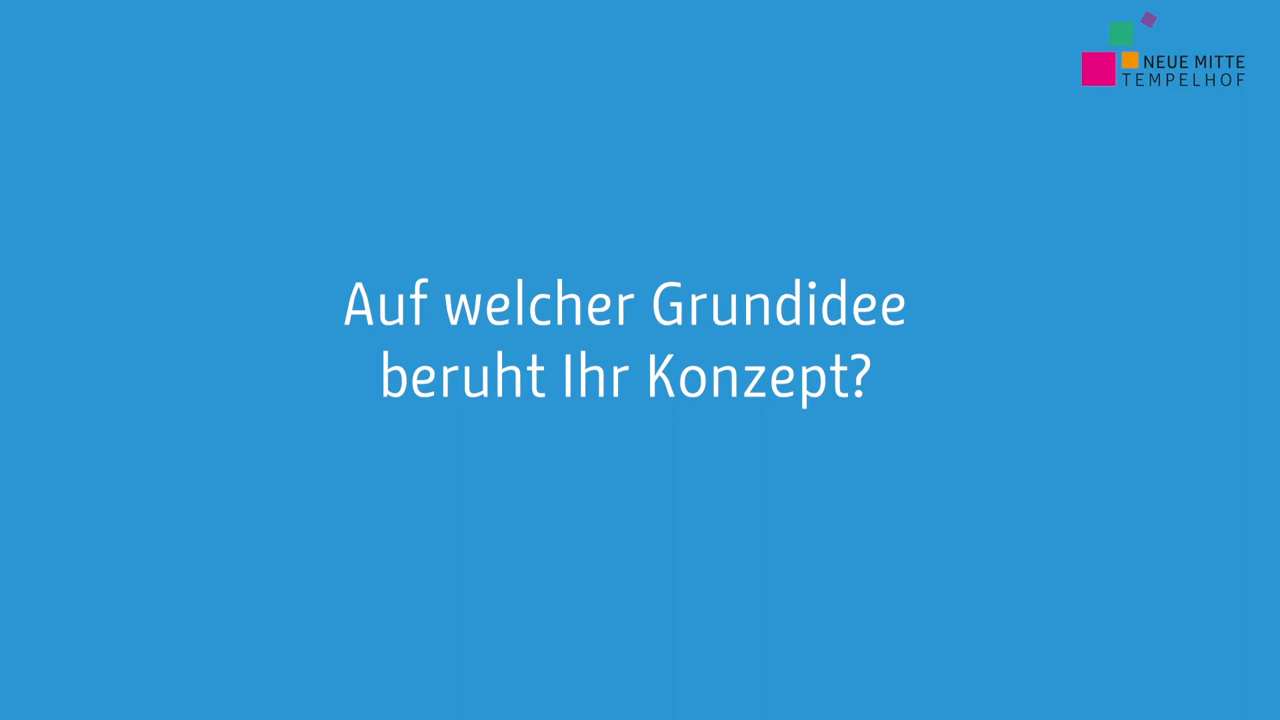 NEUE MITTE
TEMPELHOF
Auf welcher Grundidee
beruht Ihr Konzept?